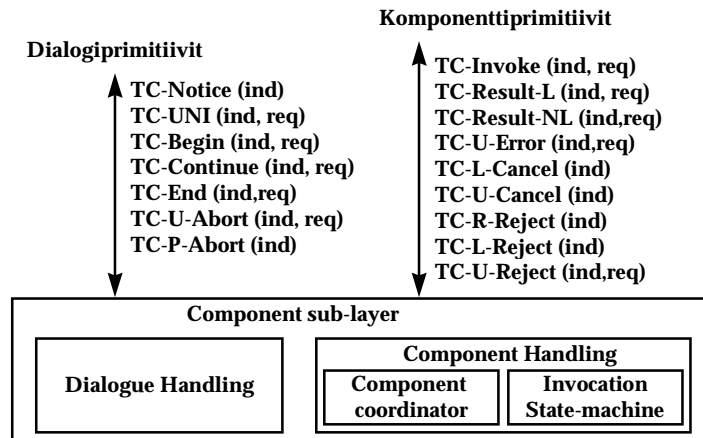 Dialogiprimitiivit
TC-Notice (ind)
TC-UNI (ind, req)
TC-Begin (ind, req)
TC-Continue (ind, req)
TC-End (ind,req)
TC-U-Abort (ind, req)
TC-P-Abort (ind)
Komponenttiprimitiivit
TC-Invoke (ind, req)
TC-Result-L (ind, req)
TC-Result-NL (ind,req)
TC-U-Error (ind,req)
TC-L-Cancel (ind)
TC-U-Cancel (ind)
TC-R-Reject (ind)
TC-L-Reject (ind)
TC-U-Reject (ind,req)
Component sub-layer
Dialogue Handling
Component Handling
Component
coordinator
Invocation
State-machine